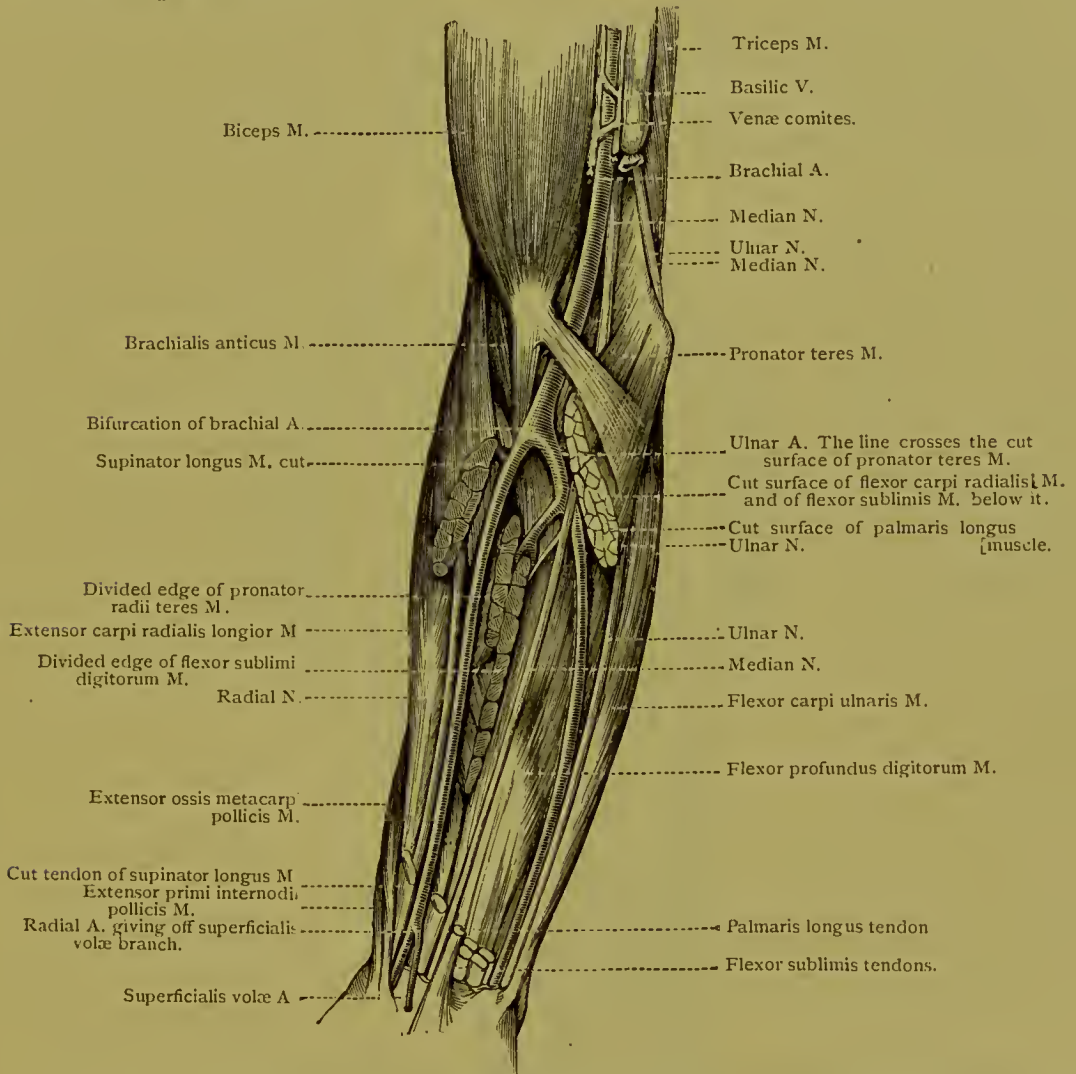 Biceps M.
Brachialis anticus M.
Bifurcation of brachial A.
Supinator longus M. cut
Divided edge of pronator
radii teres M.
Extensor carpi radialis longior M
Divided edge of flexor sublimi
digitorum M.
Radial N.
Extensor ossis metacarp
pollicis M.
Cut tendon of supinator longus M
Extensor primi internodi
pollicis M.
Radial A. giving off superficialis
volæ branch.
Superficialis volæ A
Triceps M.
Basilic V.
Venæ comites.
Brachial A.
Median N.
Ulnar N.
Median N.
Pronator teres M.
Ulnar A. The line crosses the cut
surface of pronator teres M.
Cut surface of flexor carpi radialis M.
and of flexor sublimis M. below it.
Cut surface of palmaris longus
Ulnar N. [muscle.
Ulnar N.
Median N.
Flexor carpi ulnaris M.
Flexor profundus digitorum M.
Palmaris longus tendon
Flexor sublimis tendons.